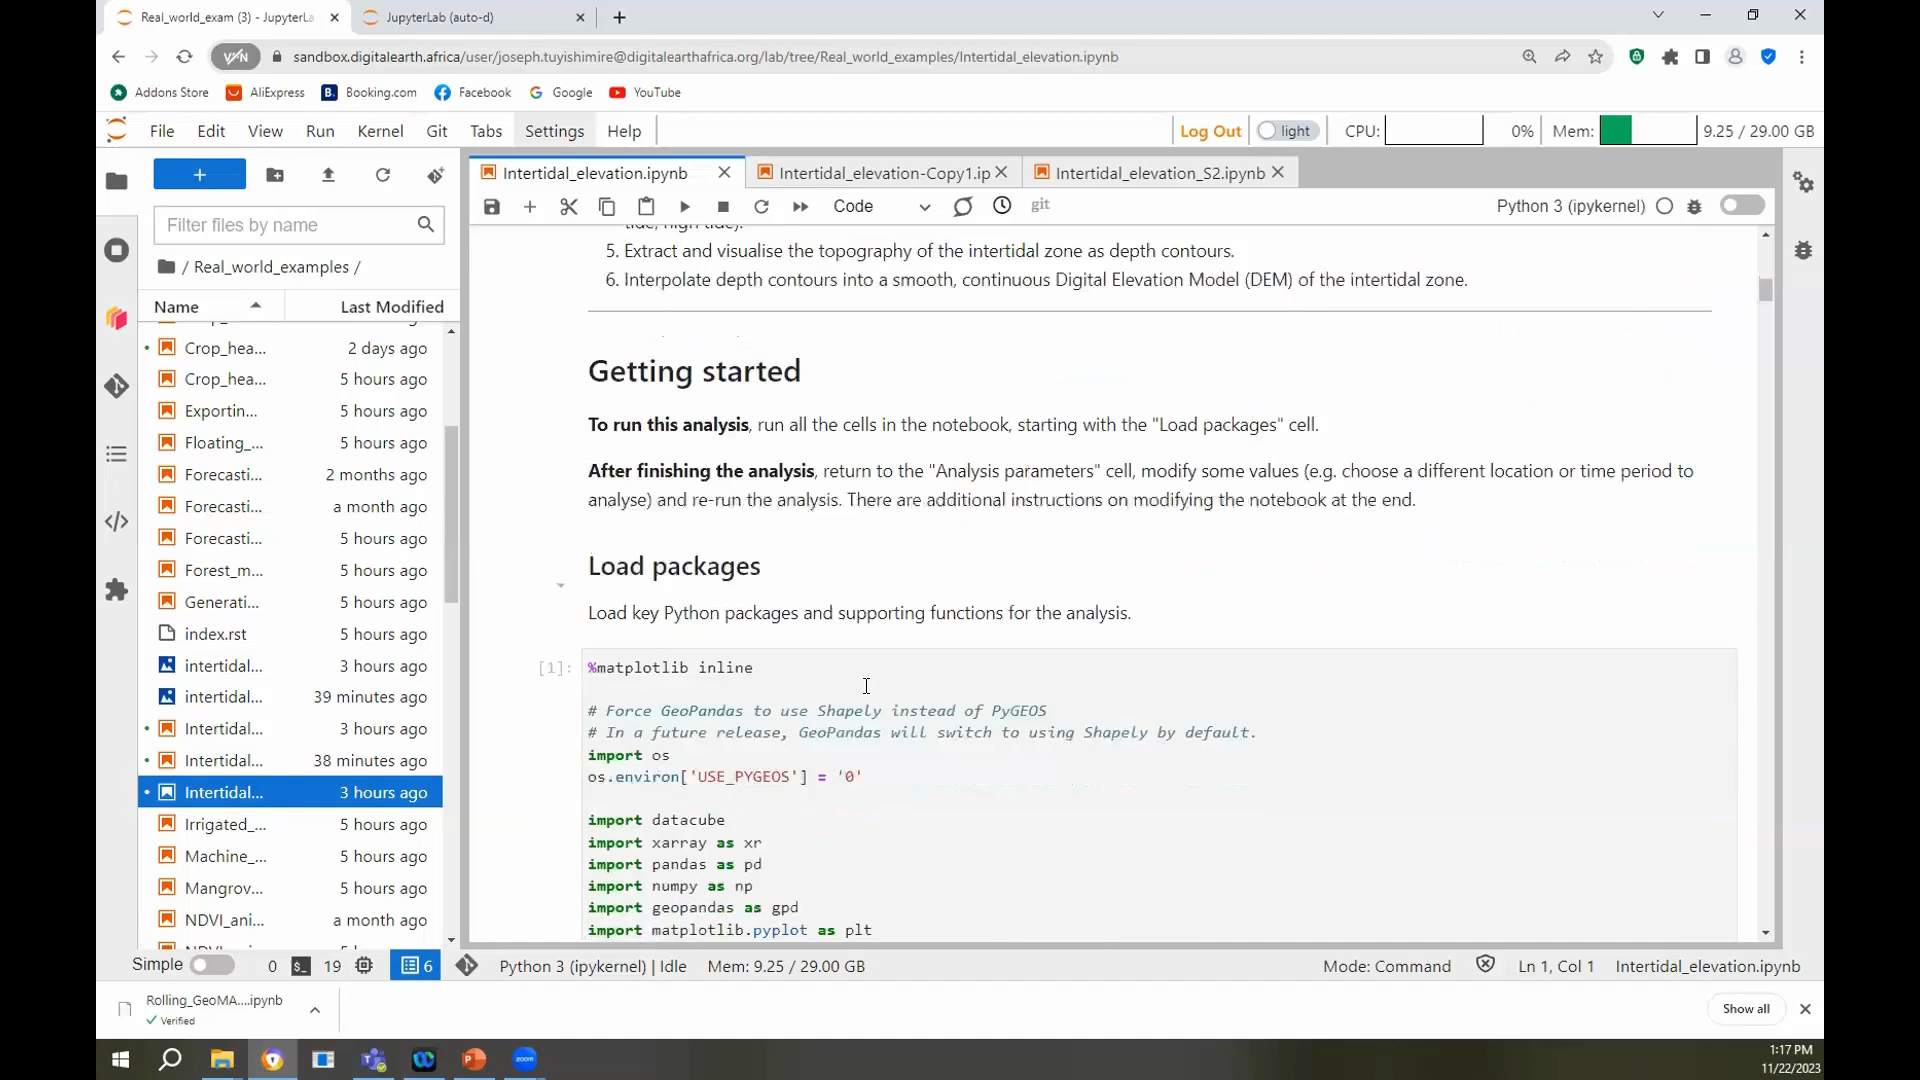 Real_world_exam (3) - JupyterLa
JupyterLab (auto-d)
VPN
sandbox.digitalearth.africa/user/joseph.tuyishimire@digitalearthafrica.org/lab/tree/Real_world_examples/Intertidal_elevation.ipynb
Addons Store
AliExpress
Booking.com
Facebook
Google
YouTube
File
Edit
View
Run
Kernel
Git
Tabs
Settings
Help
Log Out
light
CPU:
0%
Mem:
9.25 / 29.00 GB
Filter files by name
/ Real_world_examples /
Name
Last Modified
Crop_hea... 2 days ago
Crop_hea... 5 hours ago
Exportin... 5 hours ago
Floating_... 5 hours ago
Forecasti... 2 months ago
Forecasti... a month ago
Forecasti... 5 hours ago
Forest_m... 5 hours ago
Generati... 5 hours ago
index.rst 5 hours ago
intertidal... 3 hours ago
intertidal... 39 minutes ago
Intertidal... 3 hours ago
Intertidal... 38 minutes ago
Intertidal... 3 hours ago
Irrigated_... 5 hours ago
Machine_... 5 hours ago
Mangrov... 5 hours ago
NDVI_ani... a month ago
Intertidal_elevation.ipynb
Intertidal_elevation-Copy1.ip
Intertidal_elevation_S2.ipynb
Code
git
Python 3 (ipykernel)
tide, high tide).
5. Extract and visualise the topography of the intertidal zone as depth contours.
6. Interpolate depth contours into a smooth, continuous Digital Elevation Model (DEM) of the intertidal zone.
Getting started
To run this analysis, run all the cells in the notebook, starting with the "Load packages" cell.
After finishing the analysis, return to the "Analysis parameters" cell, modify some values (e.g. choose a different location or time period to
analyse) and re-run the analysis. There are additional instructions on modifying the notebook at the end.
Load packages
Load key Python packages and supporting functions for the analysis.
[1]:
%matplotlib inline
# Force GeoPandas to use Shapely instead of PyGEOS
# In a future release, GeoPandas will switch to using Shapely by default.
import os
os.environ['USE_PYGEOS'] = '0'
import datacube
import xarray as xr
import pandas as pd
import numpy as np
import geopandas as gpd
import matplotlib.pyplot as plt
Simple
0
19
6
Python 3 (ipykernel) | Idle
Mem: 9.25 / 29.00 GB
Mode: Command
Ln 1, Col 1
Intertidal_elevation.ipynb
Rolling_GeoMA....ipynb
Verified
Show all
zoom
1:17 PM
11/22/2023